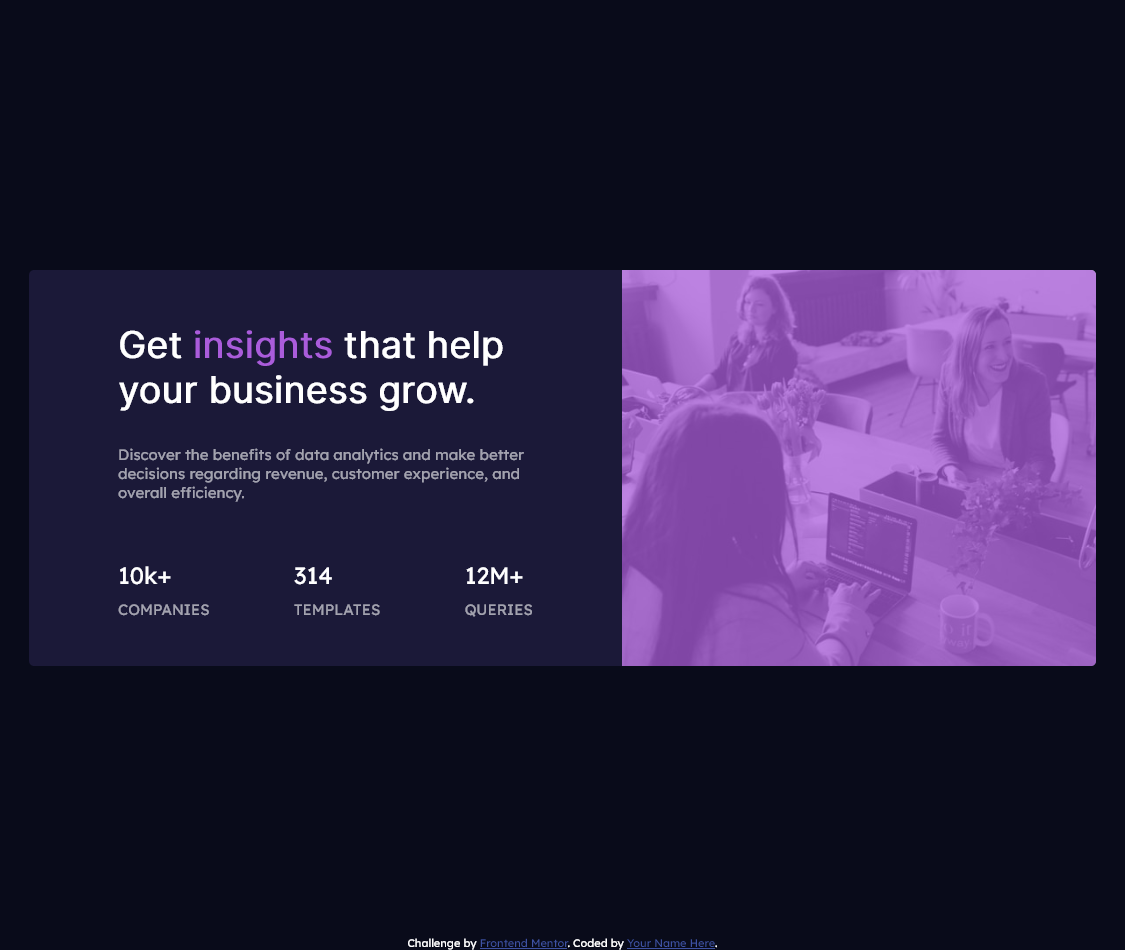 Get insights that help
your business grow.
Discover the benefits of data analytics and make better
decisions regarding revenue, customer experience, and
overall efficiency.
10k+ 314 12M+
COMPANIES TEMPLATES QUERIES
Challenge by Frontend Mentor. Coded by Your Name Here.